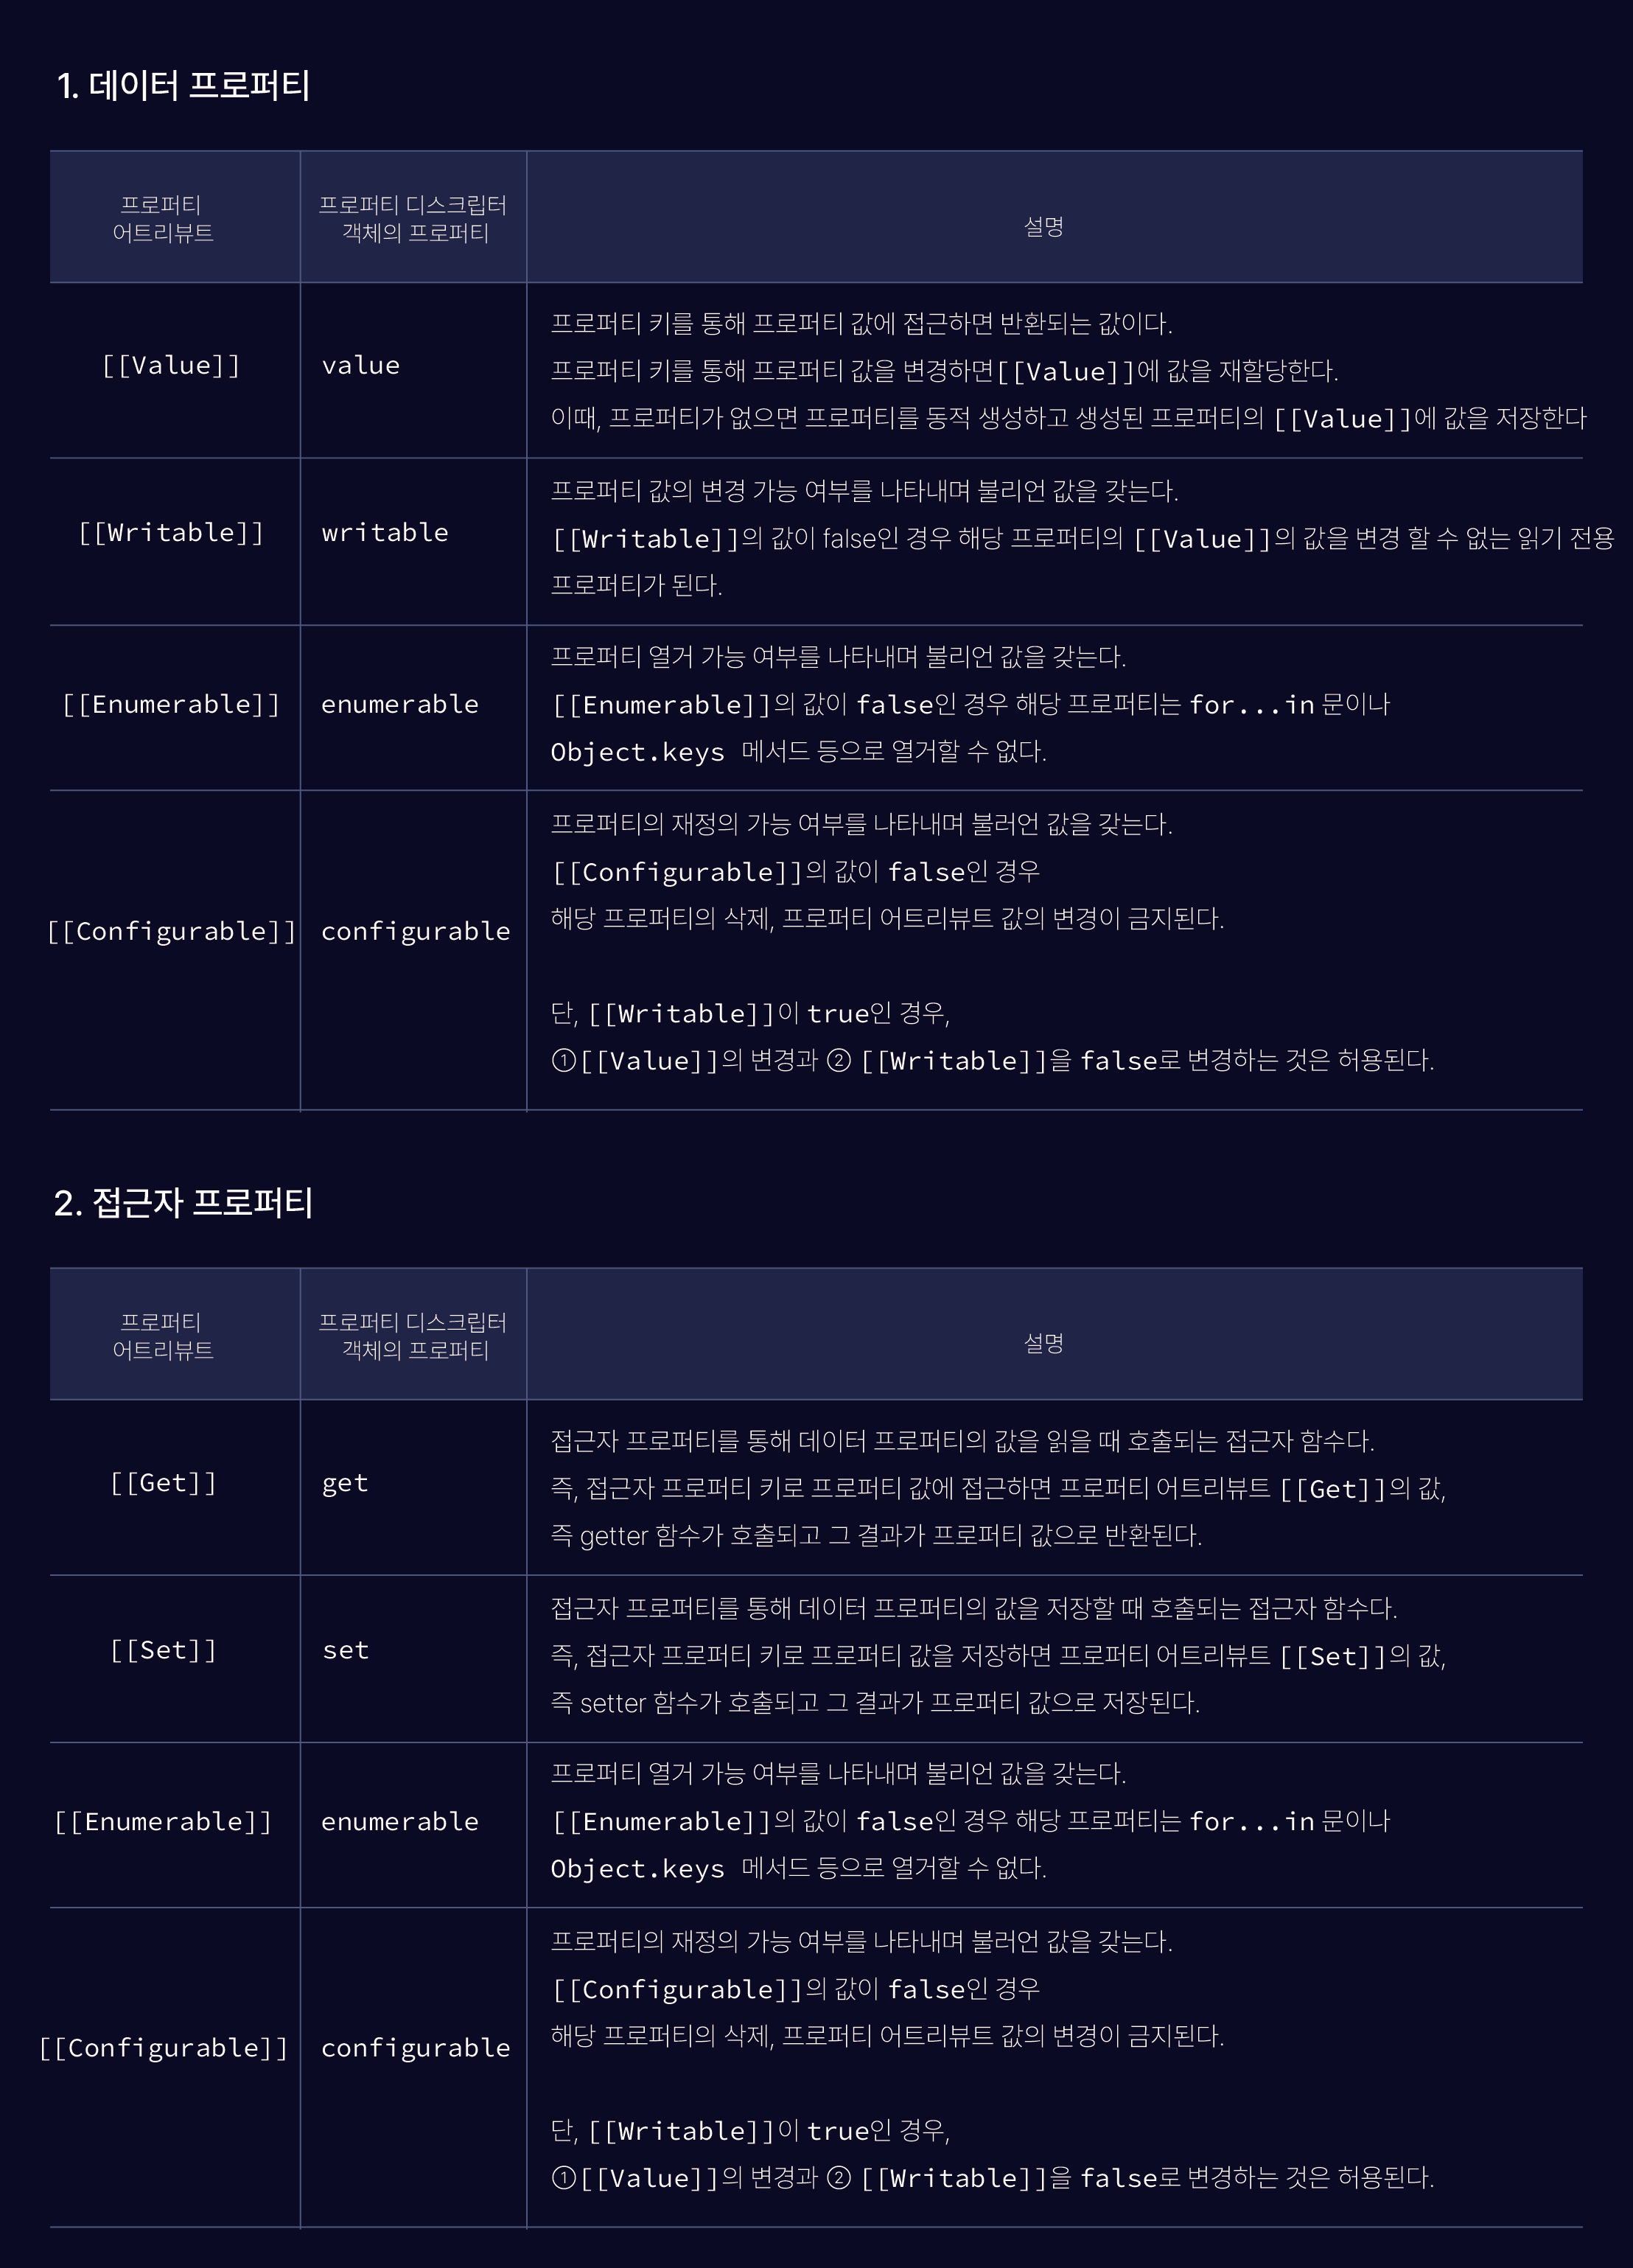 1. 데이터 프로퍼티
프로퍼티
어트리뷰트
프로퍼티 디스크립터
객체의 프로퍼티
설명
[[Value]]
value
프로퍼티 키를 통해 프로퍼티 값에 접근하면 반환되는 값이다.
프로퍼티 키를 통해 프로퍼티 값을 변경하면[[Value]]에 값을 재할당한다.
이때, 프로퍼티가 없으면 프로퍼티를 동적 생성하고 생성된 프로퍼티의 [[Value]]에 값을 저장한다
[[Writable]]
writable
프로퍼티 값의 변경 가능 여부를 나타내며 불리언 값을 갖는다.
[[Writable]]의 값이 false인 경우 해당 프로퍼티의 [[Value]]의 값을 변경 할 수 없는 읽기 전용
프로퍼티가 된다.
[[Enumerable]]
enumerable
프로퍼티 열거 가능 여부를 나타내며 불리언 값을 갖는다.
[[Enumerable]]의 값이 false인 경우 해당 프로퍼티는 for...in 문이나
Object.keys 메서드 등으로 열거할 수 없다.
[[Configurable]]
configurable
프로퍼티의 재정의 가능 여부를 나타내며 불러언 값을 갖는다.
[[Configurable]]의 값이 false인 경우
해당 프로퍼티의 삭제, 프로퍼티 어트리뷰트 값의 변경이 금지된다.
단, [[Writable]]이 true인 경우,
①[[Value]]의 변경과 ② [[Writable]]을 false로 변경하는 것은 허용된다.
2. 접근자 프로퍼티
프로퍼티
어트리뷰트
프로퍼티 디스크립터
객체의 프로퍼티
설명
[[Get]]
get
접근자 프로퍼티를 통해 데이터 프로퍼티의 값을 읽을 때 호출되는 접근자 함수다.
즉, 접근자 프로퍼티 키로 프로퍼티 값에 접근하면 프로퍼티 어트리뷰트 [[Get]]의 값,
즉 getter 함수가 호출되고 그 결과가 프로퍼티 값으로 반환된다.
[[Set]]
set
접근자 프로퍼티를 통해 데이터 프로퍼티의 값을 저장할 때 호출되는 접근자 함수다.
즉, 접근자 프로퍼티 키로 프로퍼티 값을 저장하면 프로퍼티 어트리뷰트 [[Set]]의 값,
즉 setter 함수가 호출되고 그 결과가 프로퍼티 값으로 저장된다.
[[Enumerable]]
enumerable
프로퍼티 열거 가능 여부를 나타내며 불리언 값을 갖는다.
[[Enumerable]]의 값이 false인 경우 해당 프로퍼티는 for...in 문이나
Object.keys 메서드 등으로 열거할 수 없다.
[[Configurable]]
configurable
프로퍼티의 재정의 가능 여부를 나타내며 불러언 값을 갖는다.
[[Configurable]]의 값이 false인 경우
해당 프로퍼티의 삭제, 프로퍼티 어트리뷰트 값의 변경이 금지된다.
단, [[Writable]]이 true인 경우,
①[[Value]]의 변경과 ② [[Writable]]을 false로 변경하는 것은 허용된다.